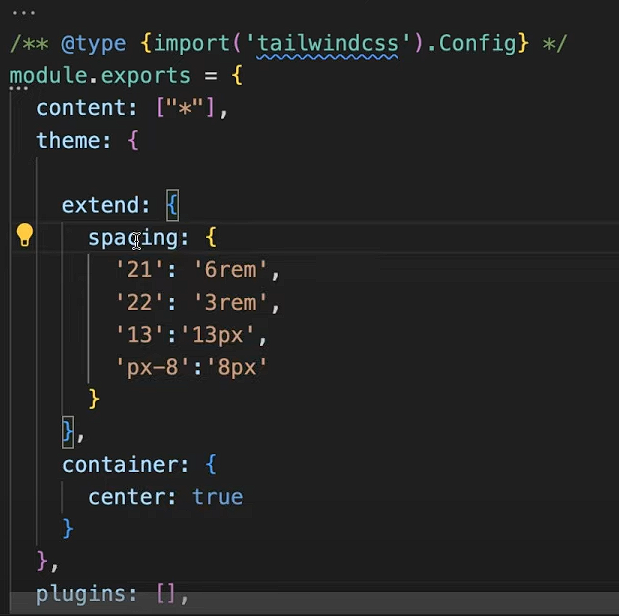 ...
/** @type {import('tailwindcss').Config} */
module.exports = {
  content: ["*"],
  theme: {
    extend: {
      spacing: {
        '21': '6rem',
        '22': '3rem',
        '13':'13px',
        'px-8':'8px'
      }
    },
    container: {
      center: true
    }
  },
  plugins: [],